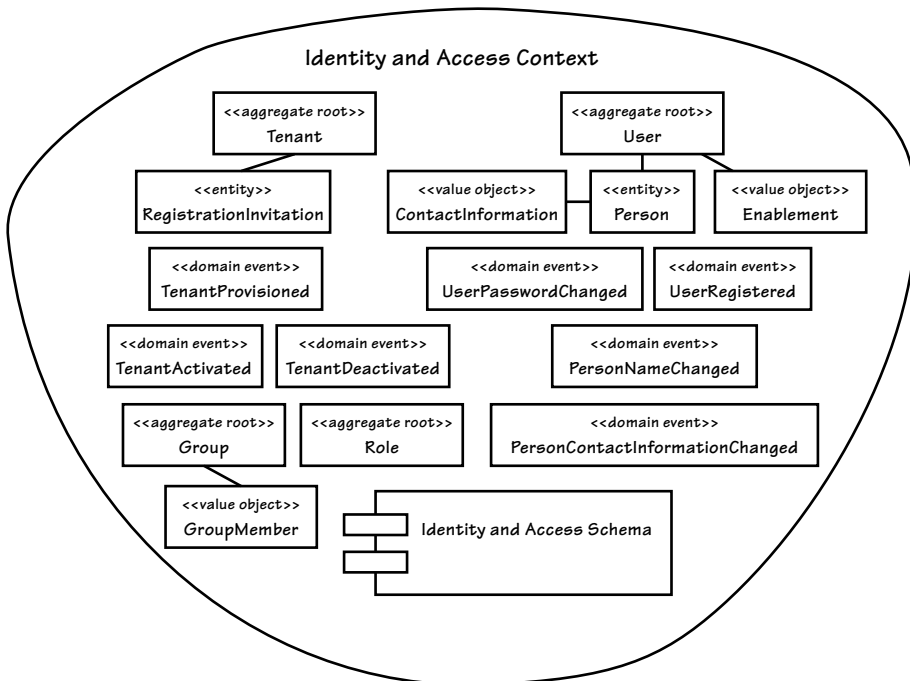 Identity and Access Context
<<aggregate root>>
Tenant
<<aggregate root>>
User
<<entity>>
RegistrationInvitation
<<value object>>
ContactInformation
<<entity>>
Person
<<value object>>
Enablement
<<domain event>>
TenantProvisioned
<<domain event>>
UserPasswordChanged
<<domain event>>
UserRegistered
<<domain event>>
TenantActivated
<<domain event>>
TenantDeactivated
<<domain event>>
PersonNameChanged
<<aggregate root>>
Group
<<aggregate root>>
Role
<<domain event>>
PersonContactInformationChanged
<<value object>>
GroupMember
Identity and Access Schema